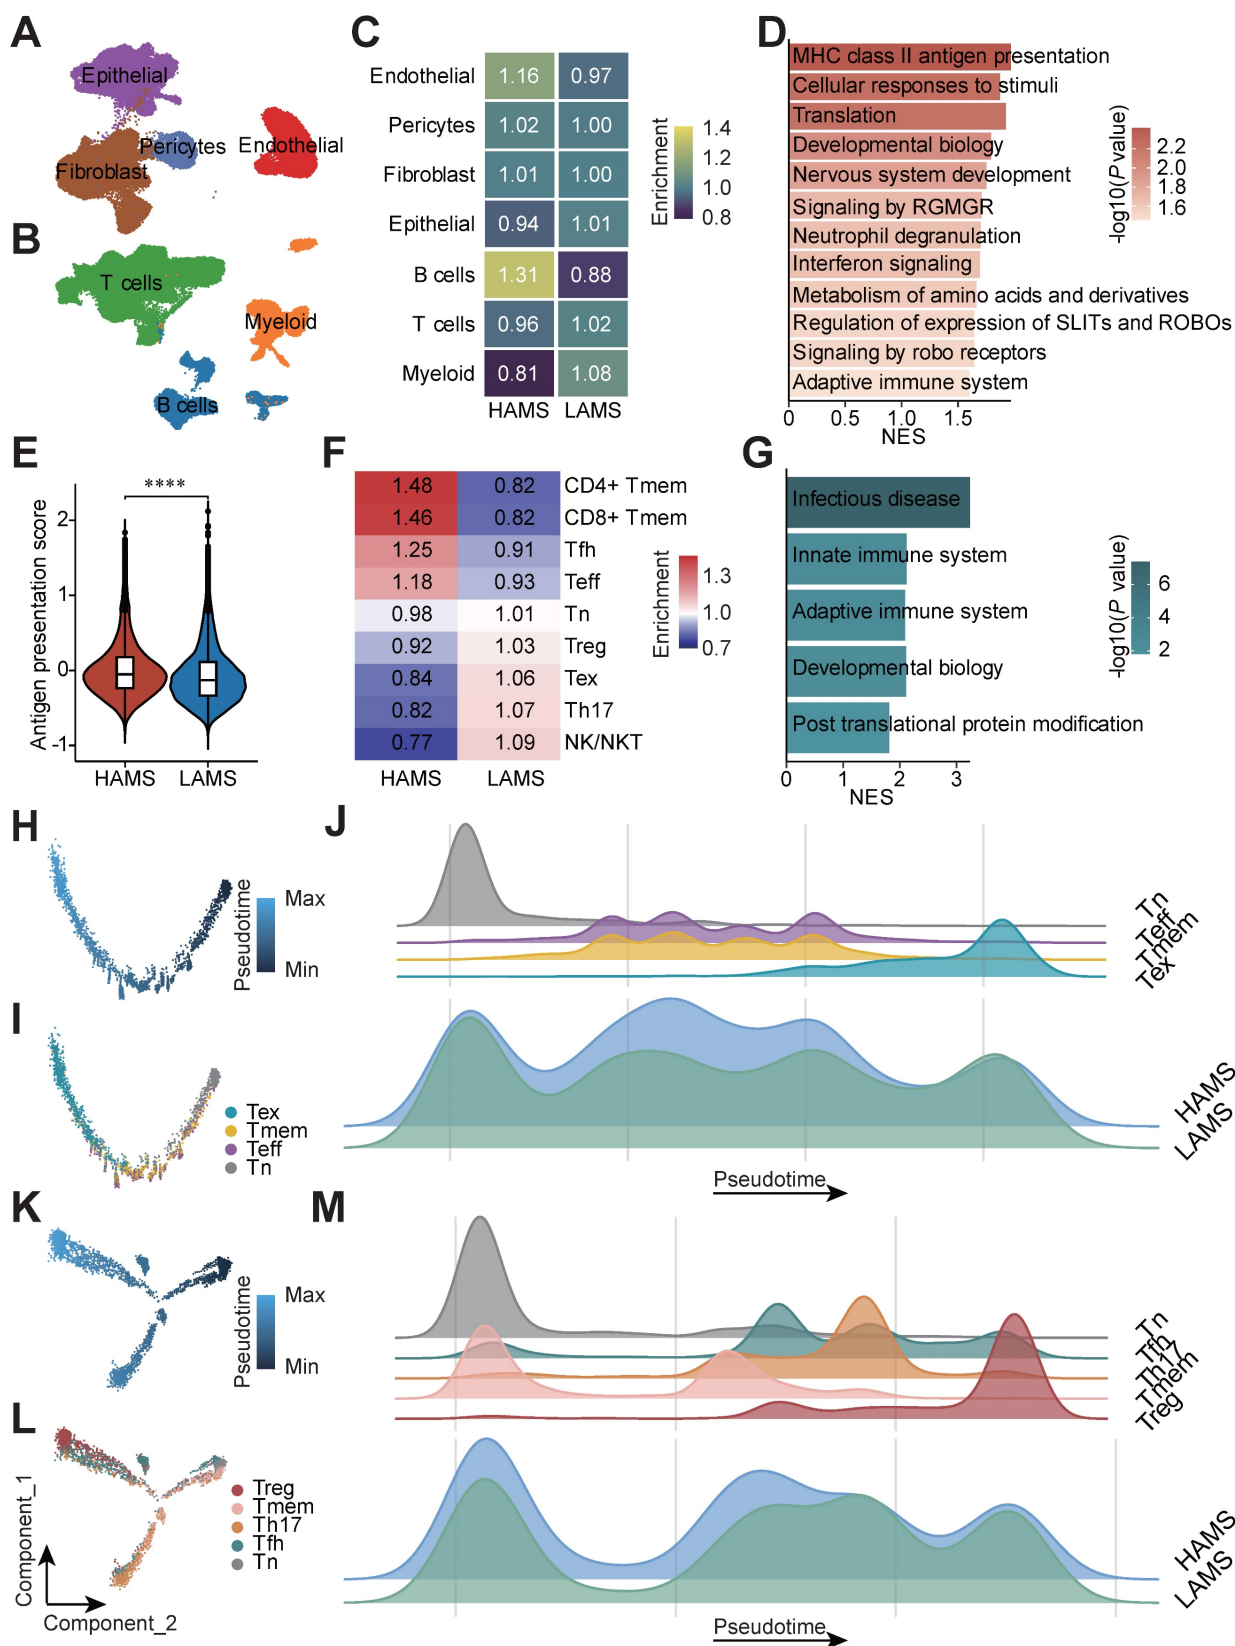 A
Epithelial
Pericytes
Endothelial
Fibroblast
B
T cells
Myeloid
B cells
C
Endothelial 1.16 0.97
Pericytes 1.02 1.00
Fibroblast 1.01 1.00
Epithelial 0.94 1.01
B cells 1.31 0.88
T cells 0.96 1.02
Myeloid 0.81 1.08
HAMS LAMS
Enrichment
1.4
1.2
1.0
0.8
D
MHC class II antigen presentation
Cellular responses to stimuli
Translation
Developmental biology
Nervous system development
Signaling by RGMGR
Neutrophil degranulation
Interferon signaling
Metabolism of amino acids and derivatives
Regulation of expression of SLITs and ROBOs
Signaling by robo receptors
Adaptive immune system
0 0.5 1.0 1.5
NES
-log10(P value)
2.2
2.0
1.8
1.6
E
****
Antigen presentation score
2
1
0
-1
HAMS LAMS
F
1.48 0.82 CD4+ Tmem
1.46 0.82 CD8+ Tmem
1.25 0.91 Tfh
1.18 0.93 Teff
0.98 1.01 Tn
0.92 1.03 Treg
0.84 1.06 Tex
0.82 1.07 Th17
0.77 1.09 NK/NKT
HAMS LAMS
Enrichment
1.3
1.0
0.7
G
Infectious disease
Innate immune system
Adaptive immune system
Developmental biology
Post translational protein modification
0 1 2 3
NES
-log10(P value)
6
4
2
H
Pseudotime
Max
Min
I
Tex
Tmem
Teff
Tn
J
Tn
Teff
Tmem
Tex
HAMS
LAMS
Pseudotime
K
Pseudotime
Max
Min
L
Treg
Tmem
Th17
Tfh
Tn
Component_1
Component_2
M
Tn
Tfh
Th17
Tmem
Treg
HAMS
LAMS
Pseudotime